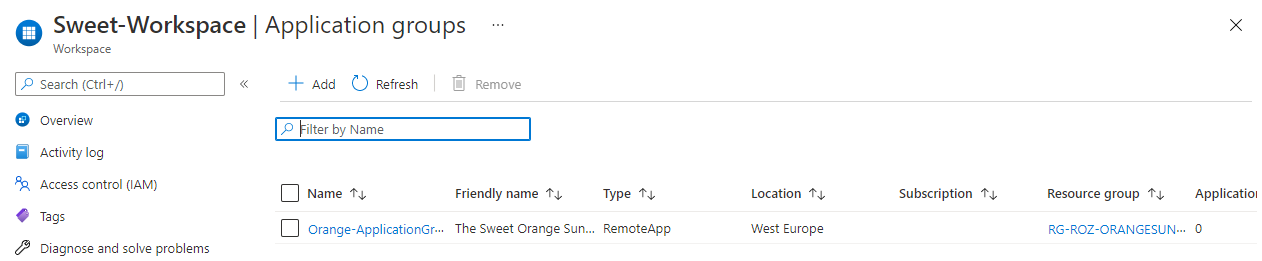 Sweet-Workspace | Application groups ...
Workspace
Search (Ctrl+/)
«
Add Refresh Remove
Overview
Filter by Name
Activity log
Access control (IAM)
Name Friendly name Type Location Subscription Resource group Application
Tags
Orange-ApplicationGr... The Sweet Orange Sun... RemoteApp West Europe RG-ROZ-ORANGESUN... 0
Diagnose and solve problems